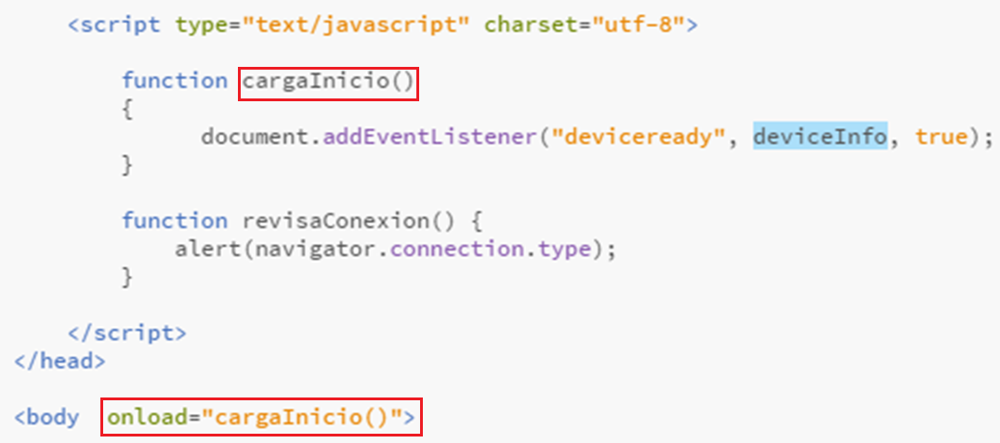 <script type="text/javascript" charset="utf-8">
function cargaInicio()
{
document.addEventListener("deviceready", deviceInfo, true);
}
function revisaConexion() {
alert(navigator.connection.type);
}
</script>
</head>
<body onload="cargaInicio()">